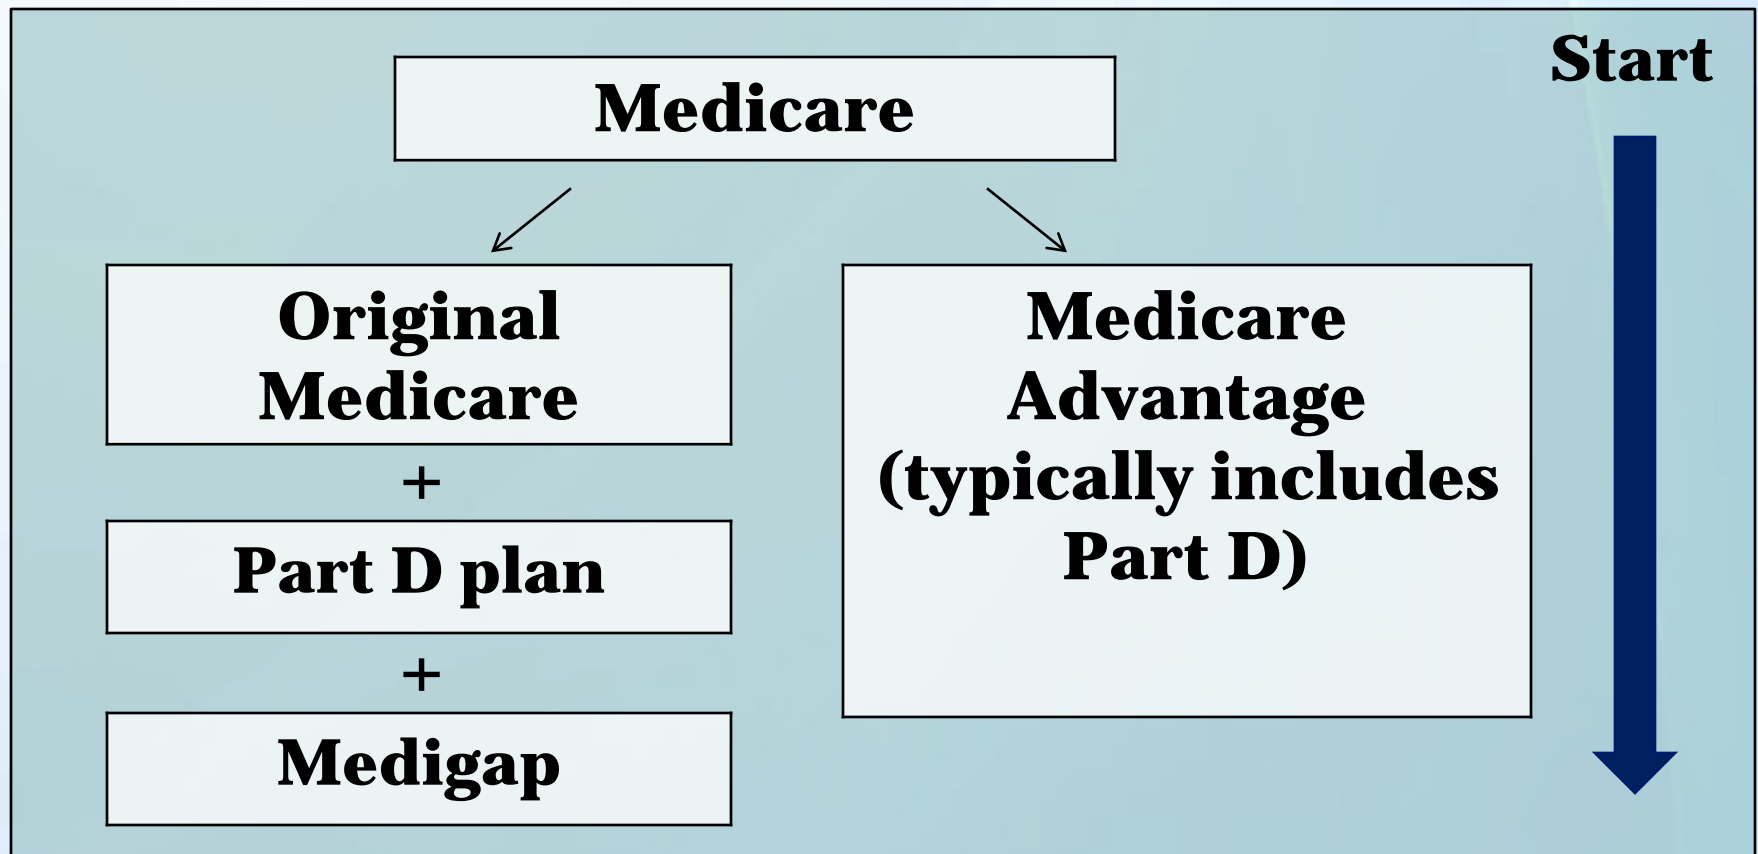 Start
Medicare
Original
Medicare
+
Part D plan
+
Medigap
Medicare
Advantage
(typically includes
Part D)